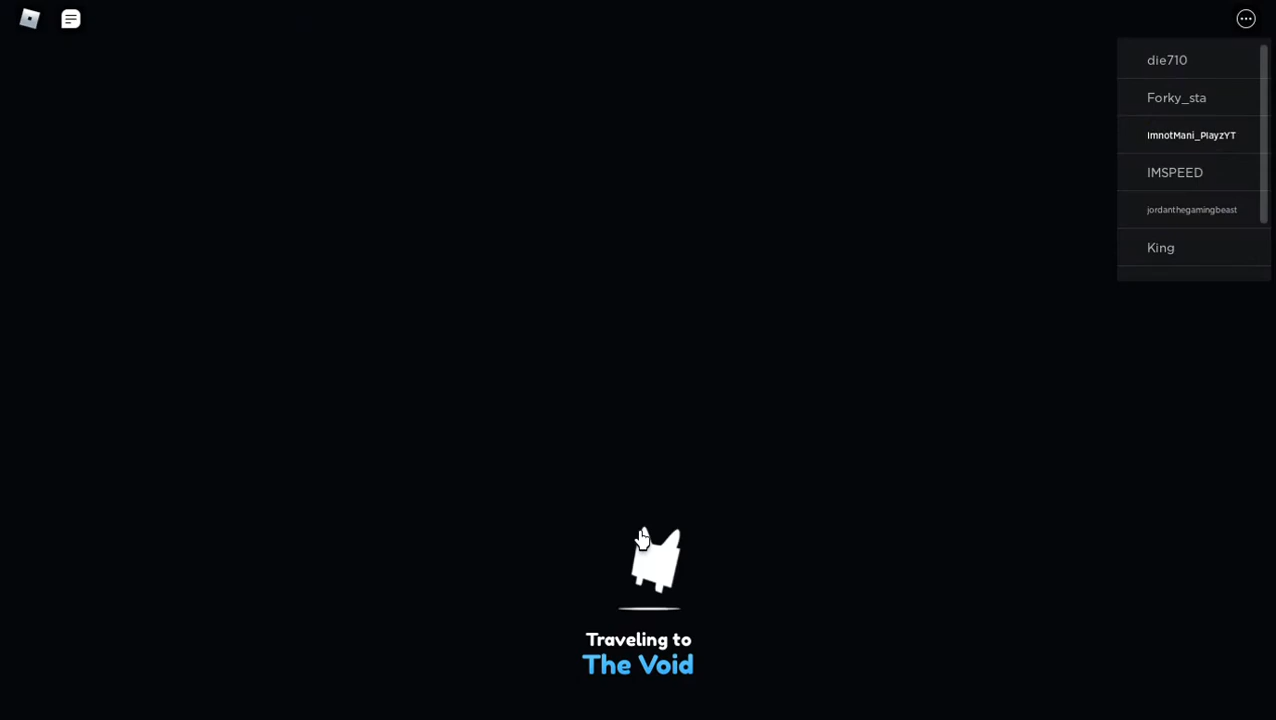 die710
Forky_sta
ImnotMani_PlayzYT
IMSPEED
jordanthegamingbeast
King
Traveling to
The Void